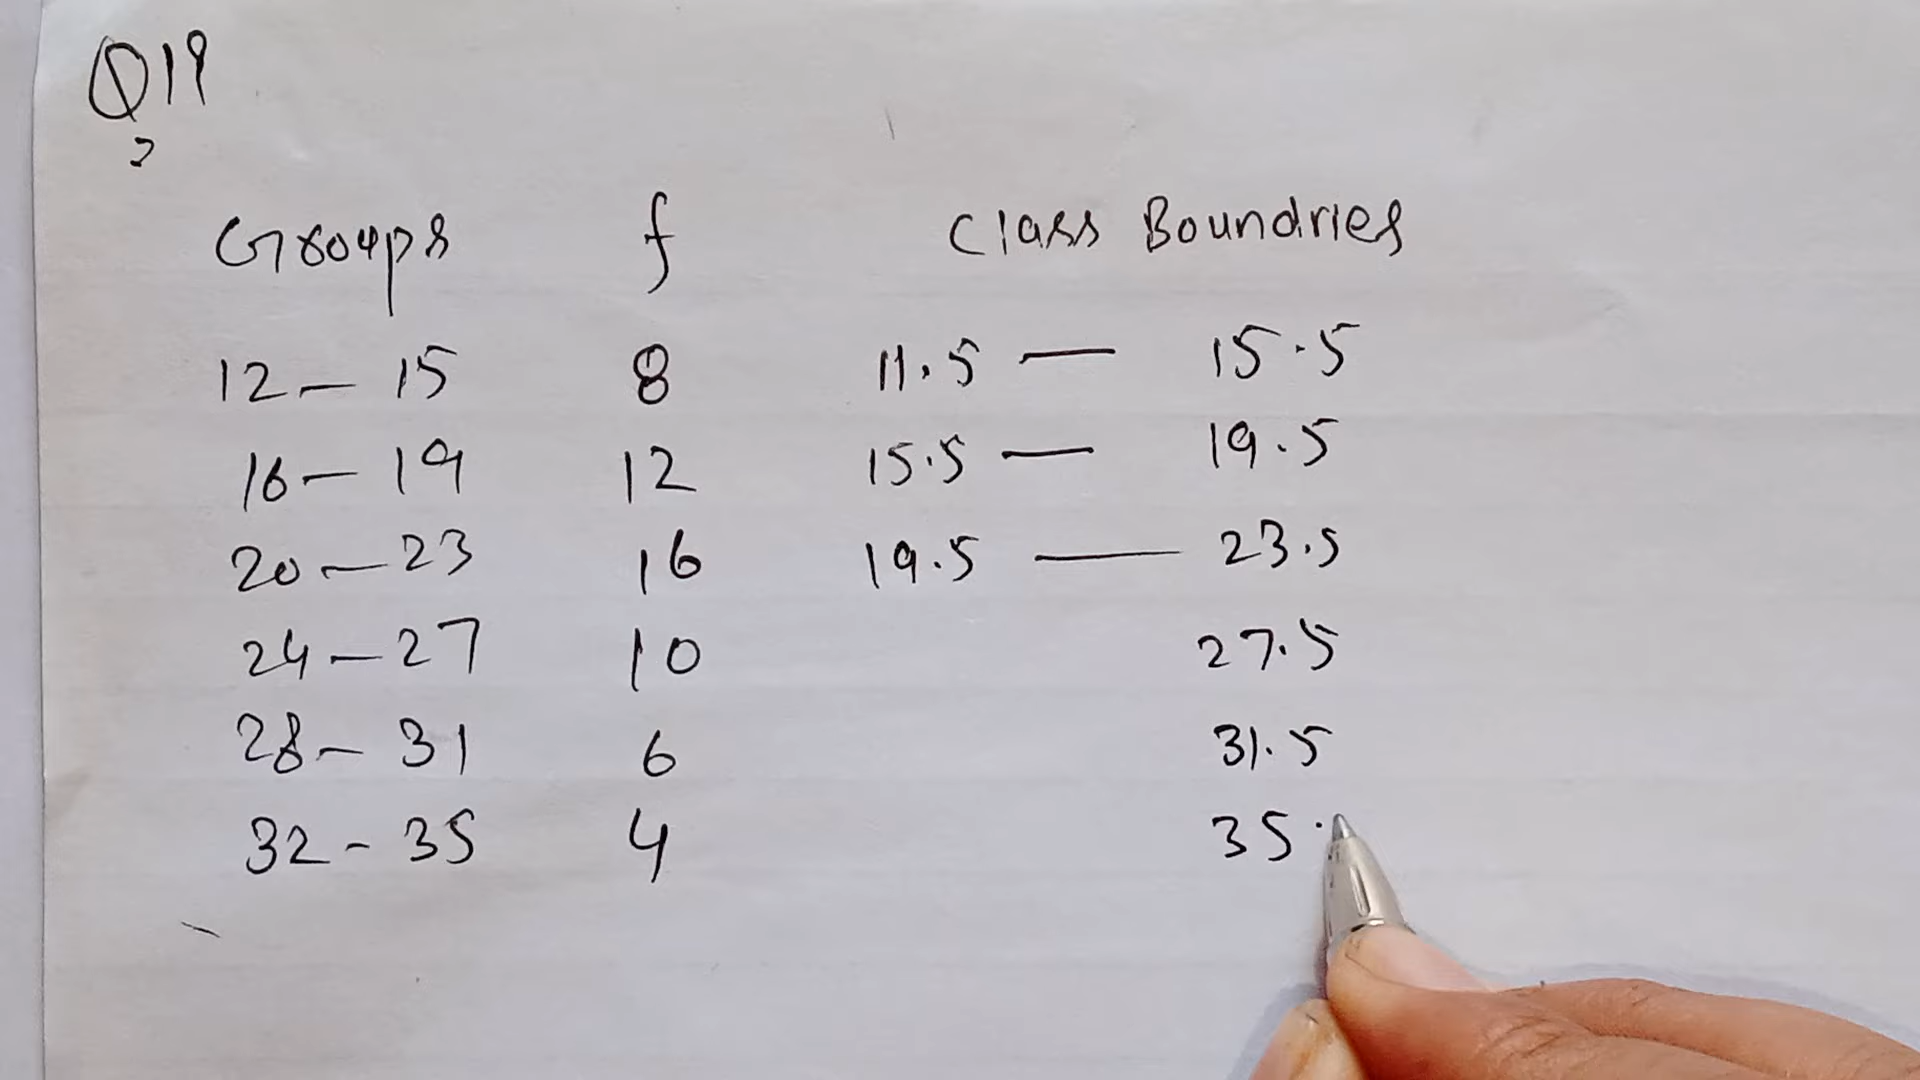 Q19
Groups f Class Boundries
12 - 15 8 11.5 — 15.5
16 - 19 12 15.5 — 19.5
20 - 23 16 19.5 — 23.5
24 - 27 10 27.5
28 - 31 6 31.5
32 - 35 4 35.